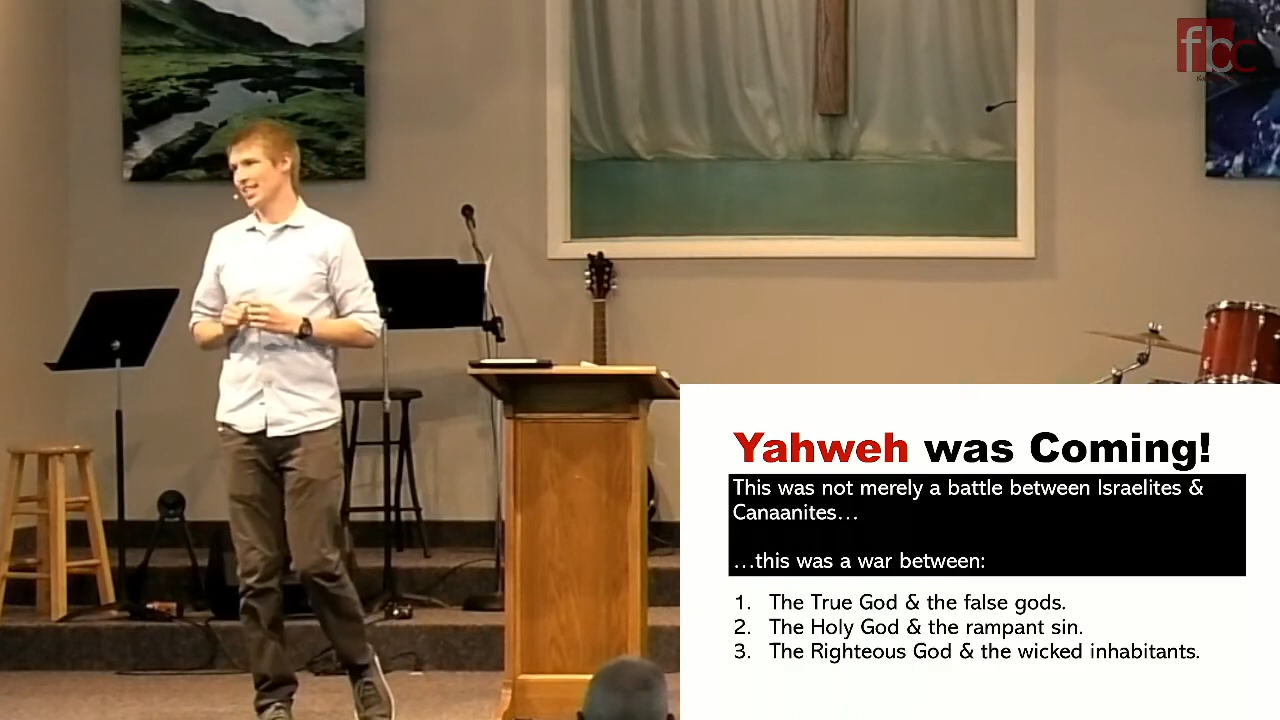 fbc
Yahweh was Coming!
This was not merely a battle between Israelites &
Canaanites…
…this was a war between:
1. The True God & the false gods.
2. The Holy God & the rampant sin.
3. The Righteous God & the wicked inhabitants.